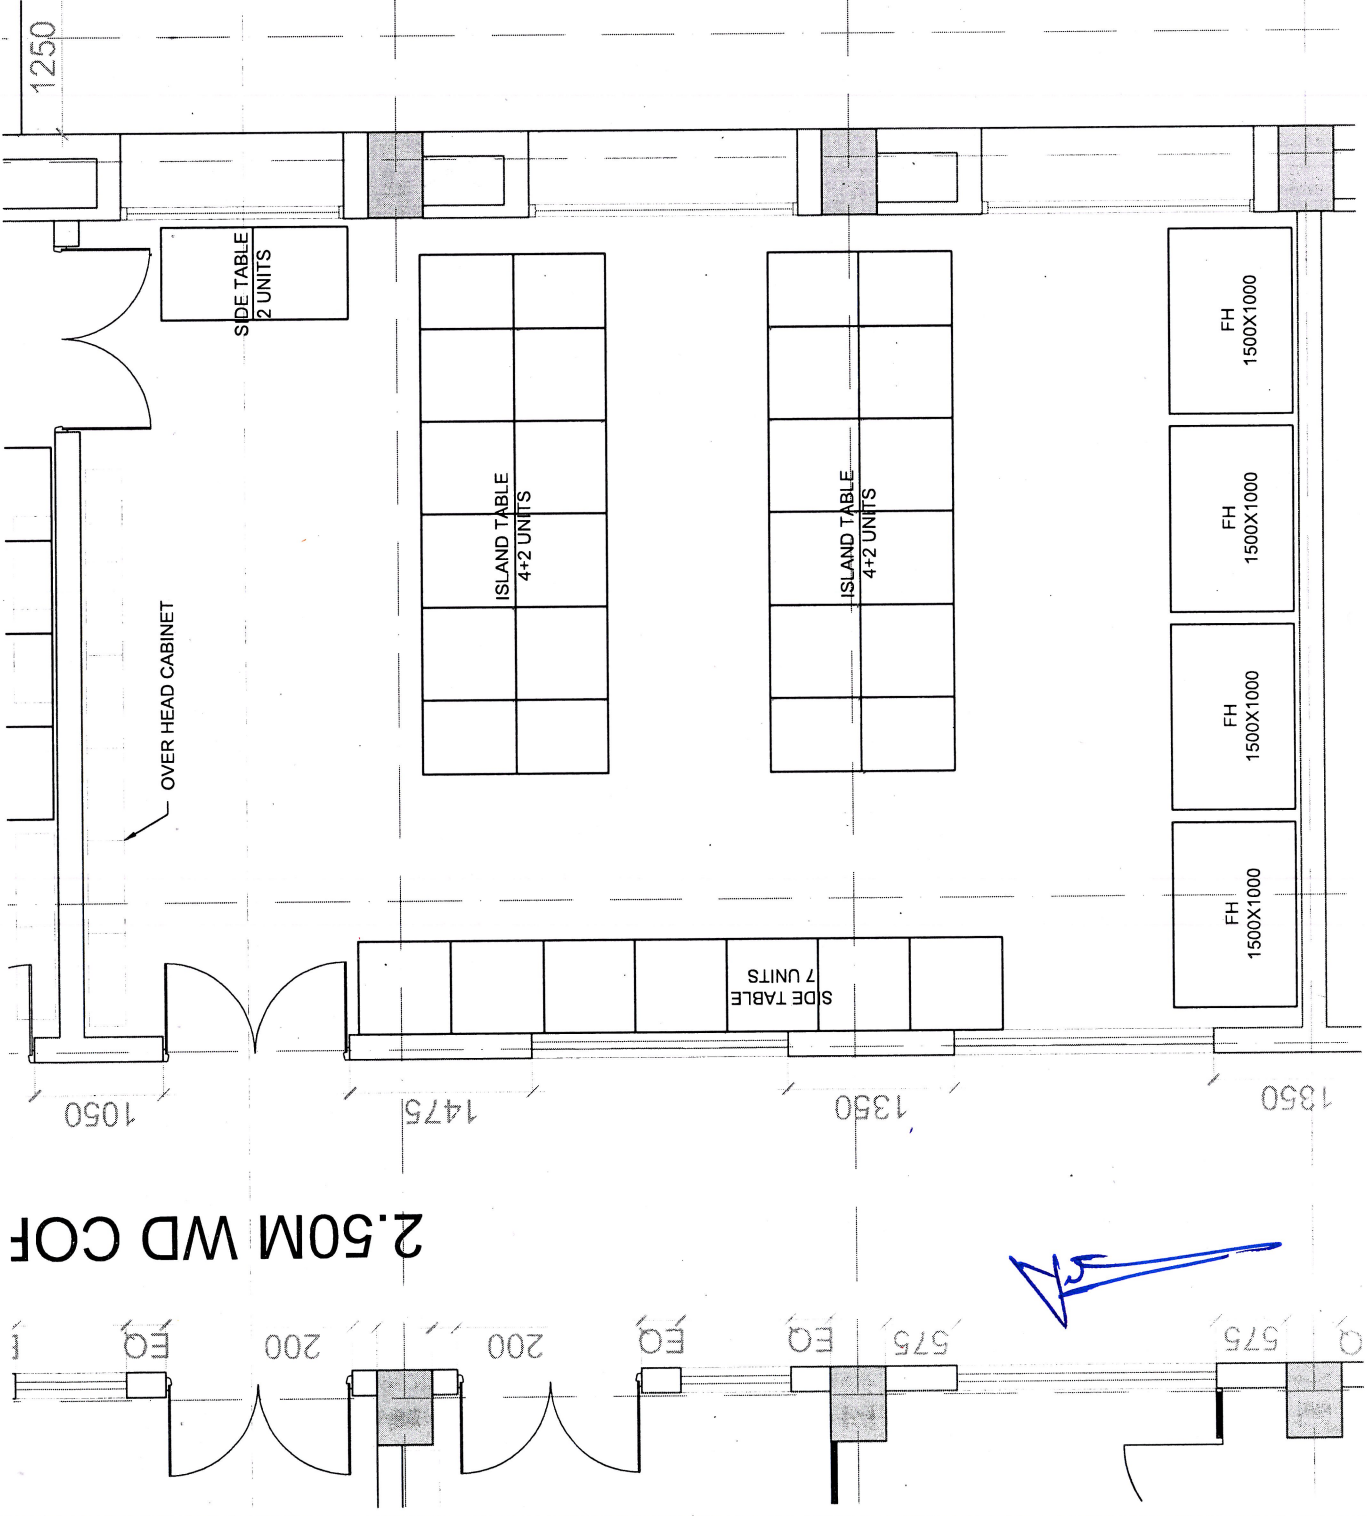 1250
SIDE TABLE
2 UNITS
ISLAND TABLE
4+2 UNITS
ISLAND TABLE
4+2 UNITS
FH
1500X1000
FH
1500X1000
FH
1500X1000
FH
1500X1000
OVER HEAD CABINET
SIDE TABLE
7 UNITS
1050
1475
1350
1350
2.50M WD COF
EQ
200
200
EQ
EQ
575
575
Q